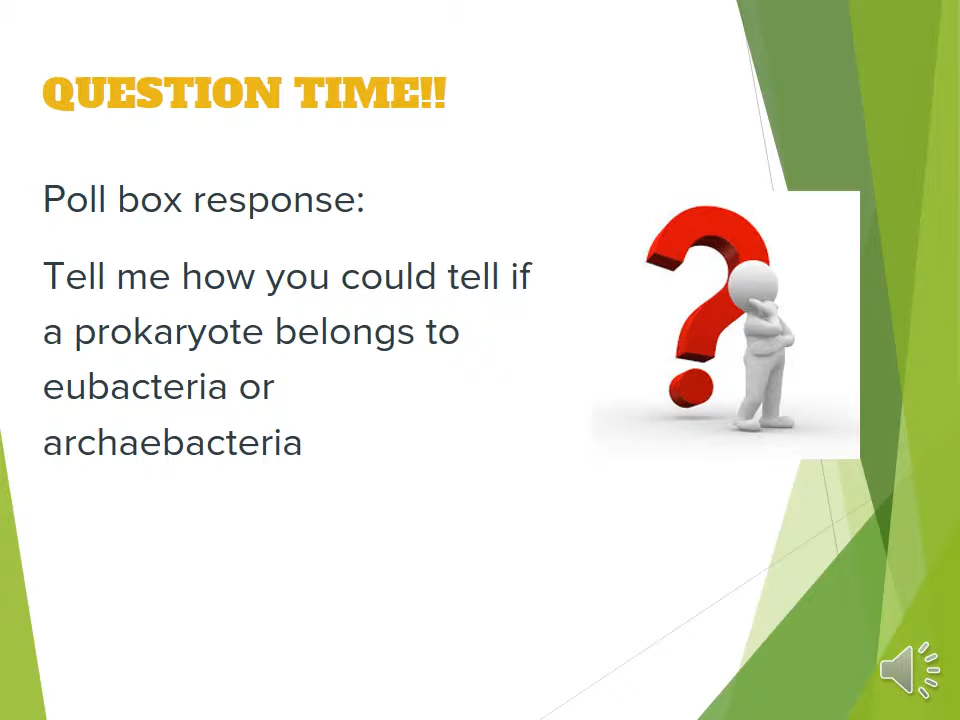 QUESTION TIME!!
Poll box response:
Tell me how you could tell if
a prokaryote belongs to
eubacteria or
archaebacteria